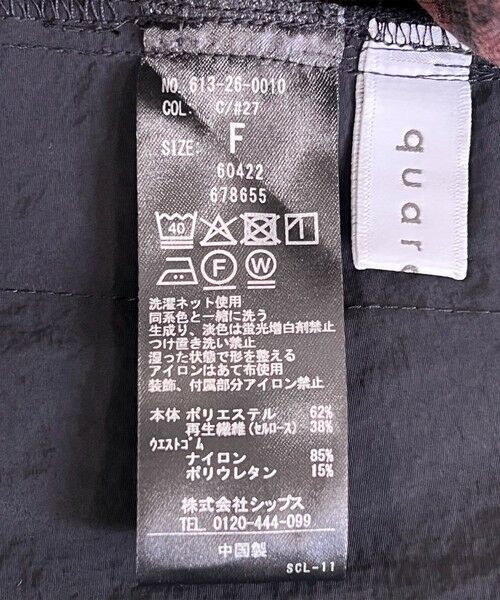 NO. 613-26-0010
COL. C/#27
SIZE: F
60422
678655
40
F
W
洗濯ネット使用
同系色と一緒に洗う
生成り、淡色は蛍光増白剤禁止
つけ置き洗い禁止
湿った状態で形を整える
アイロンはあて布使用
装飾、付属部分アイロン禁止
本体 ポリエステル 62%
再生繊維(セルロース) 38%
ウエストゴム
ナイロン 85%
ポリウレタン 15%
株式会社シップス
TEL. 0120-444-099
中国製
SCL-11
quar